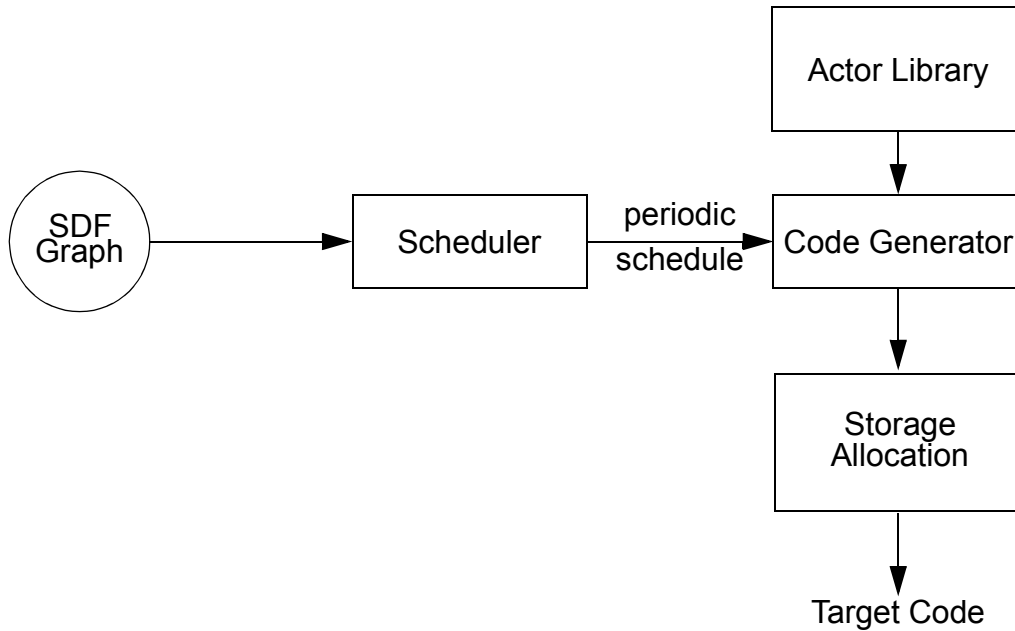 Actor Library
SDF
Graph
Scheduler
periodic
schedule
Code Generator
Storage
Allocation
Target Code